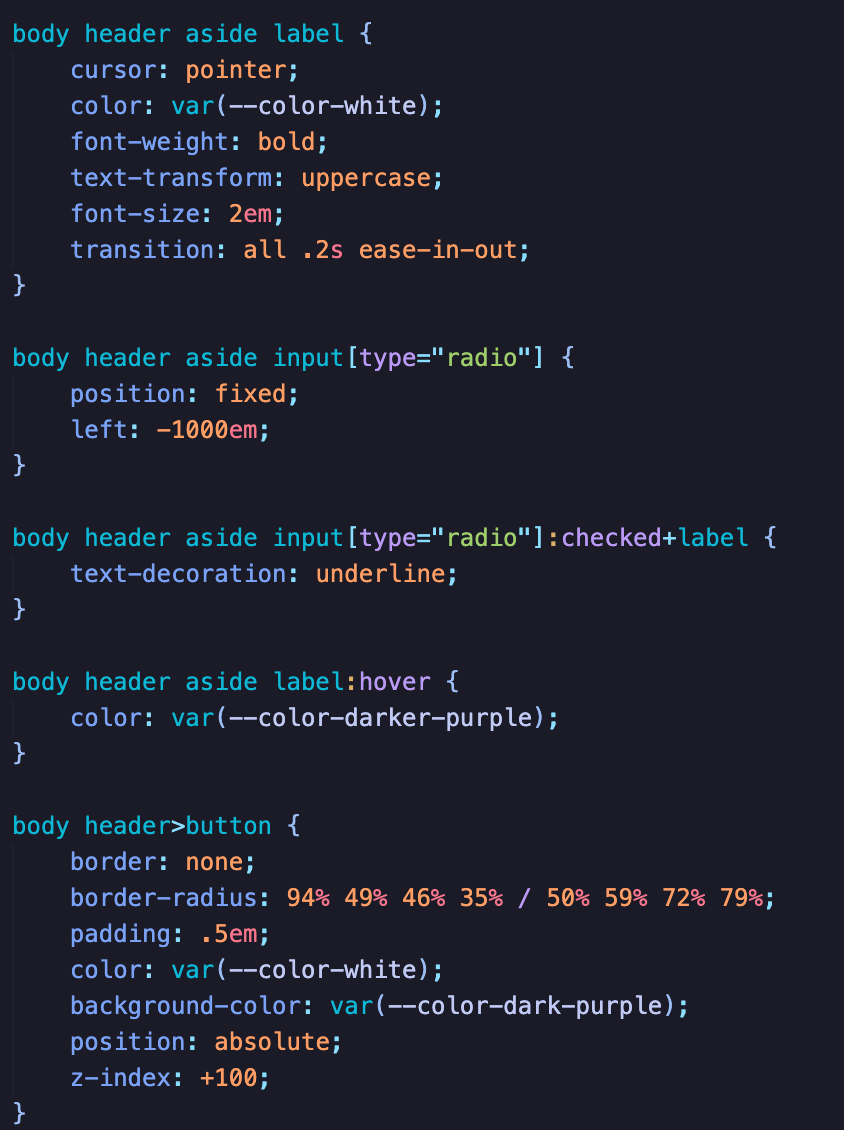 body header aside label {
    cursor: pointer;
    color: var(--color-white);
    font-weight: bold;
    text-transform: uppercase;
    font-size: 2em;
    transition: all .2s ease-in-out;
}

body header aside input[type="radio"] {
    position: fixed;
    left: -1000em;
}

body header aside input[type="radio"]:checked+label {
    text-decoration: underline;
}

body header aside label:hover {
    color: var(--color-darker-purple);
}

body header>button {
    border: none;
    border-radius: 94% 49% 46% 35% / 50% 59% 72% 79%;
    padding: .5em;
    color: var(--color-white);
    background-color: var(--color-dark-purple);
    position: absolute;
    z-index: +100;
}